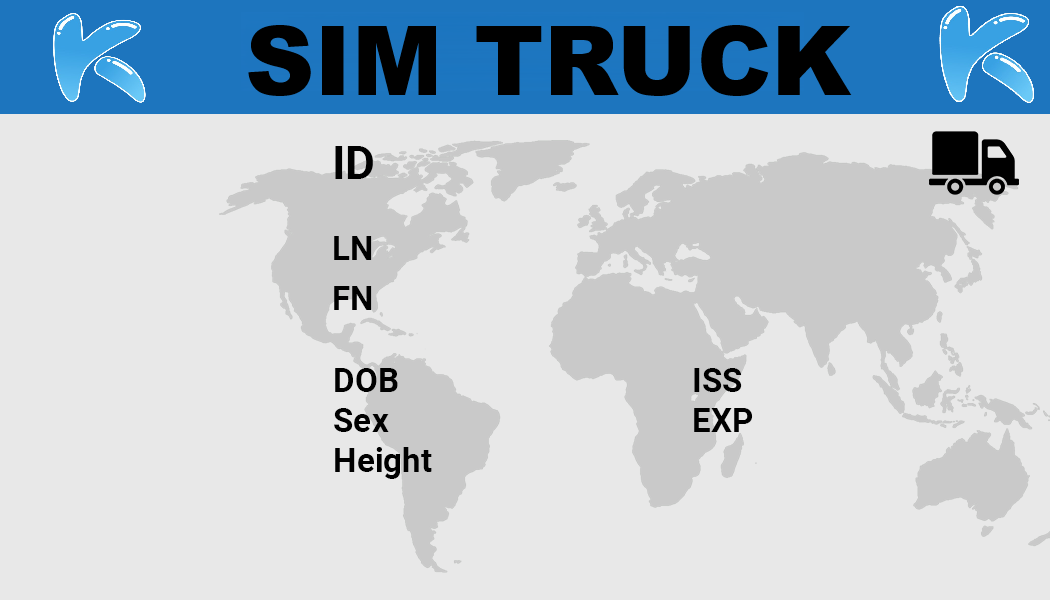 K SIM TRUCK K
ID
LN
FN
DOB ISS
Sex EXP
Height